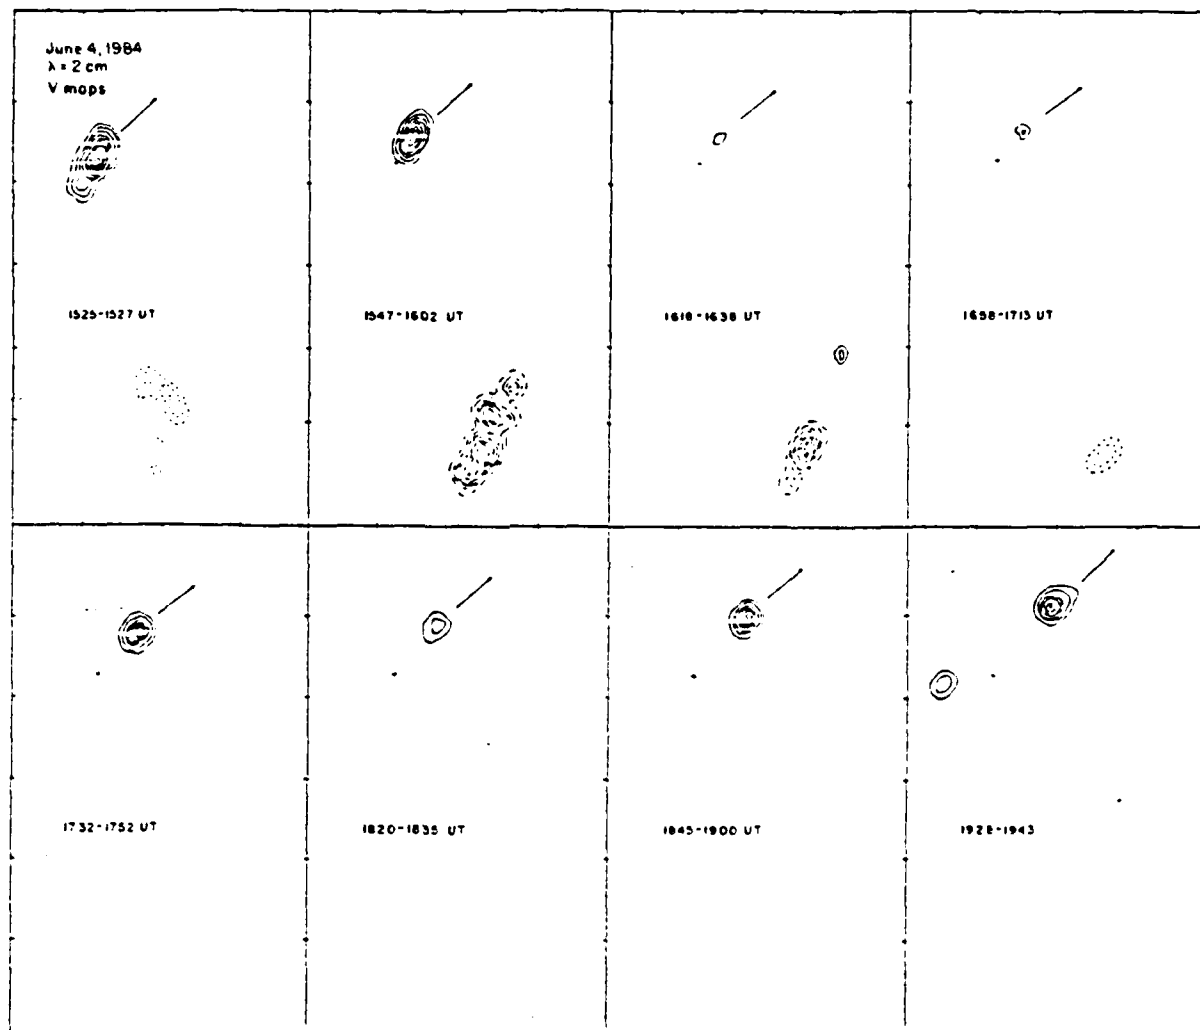 June 4, 1984
λ = 2 cm
V maps
1525-1527 UT
1547-1602 UT
1618-1638 UT
1658-1713 UT
1732-1752 UT
1820-1835 UT
1845-1900 UT
1928-1943